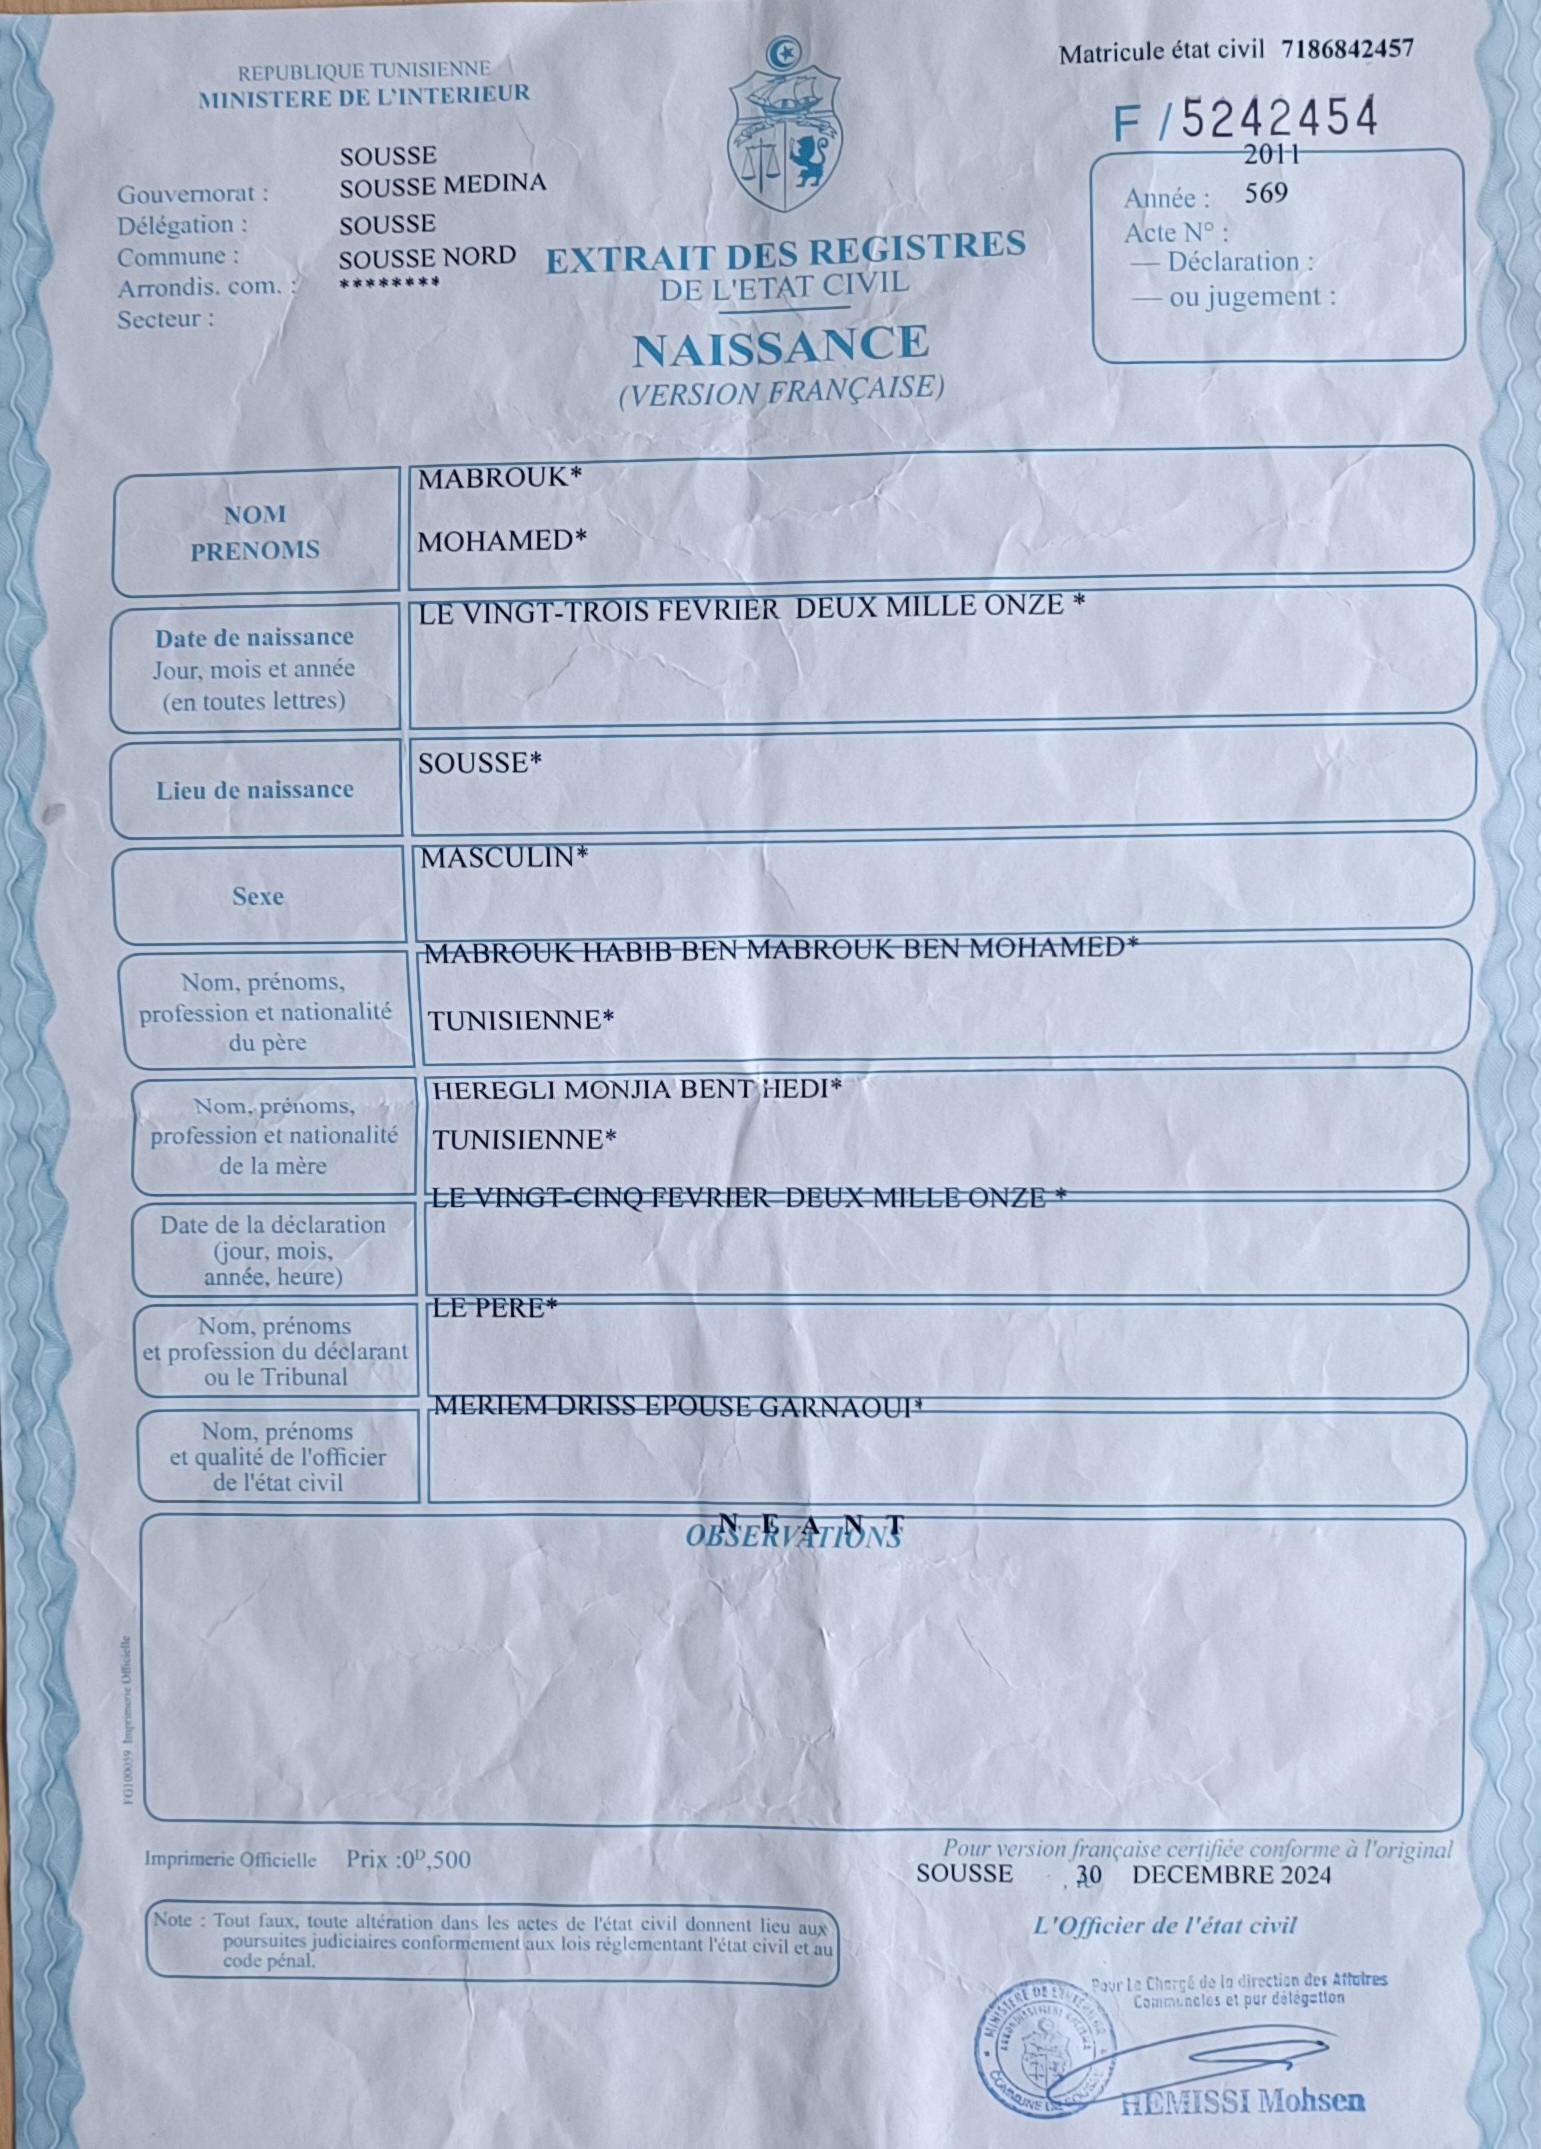 REPUBLIQUE TUNISIENNE
MINISTERE DE L'INTERIEUR
Matricule état civil 7186842457
F / 5242454
Gouvernorat : SOUSSE
Délégation : SOUSSE MEDINA
Commune : SOUSSE
Arrondis. com. : SOUSSE NORD
Secteur : ********
2011
Année : 569
Acte N° :
— Déclaration :
— ou jugement :
EXTRAIT DES REGISTRES
DE L'ETAT CIVIL
NAISSANCE
(VERSION FRANÇAISE)
NOM
PRENOMS
MABROUK*
MOHAMED*
Date de naissance
Jour, mois et année
(en toutes lettres)
LE VINGT-TROIS FEVRIER DEUX MILLE ONZE *
Lieu de naissance
SOUSSE*
Sexe
MASCULIN*
Nom, prénoms,
profession et nationalité
du père
MABROUK HABIB BEN MABROUK BEN MOHAMED*
TUNISIENNE*
Nom, prénoms,
profession et nationalité
de la mère
HEREGLI MONJIA BENT HEDI*
TUNISIENNE*
Date de la déclaration
(jour, mois,
année, heure)
LE VINGT-CINQ FEVRIER DEUX MILLE ONZE *
Nom, prénoms
et profession du déclarant
ou le Tribunal
LE PERE*
Nom, prénoms
et qualité de l'officier
de l'état civil
MERIEM DRISS EPOUSE GARNAOUI*
N E A N T
OBSERVATIONS
FG100059 Imprimerie Officielle
Imprimerie Officielle Prix :0ᴰ,500
Pour version française certifiée conforme à l'original
SOUSSE , 30 DECEMBRE 2024
Note : Tout faux, toute altération dans les actes de l'état civil donnent lieu aux
poursuites judiciaires conformement aux lois réglementant l'état civil et au
code pénal.
L'Officier de l'état civil
Pour Le Chargé de la direction des Affaires
Communales et par délégation
MINISTERE DE L'INTERIEUR
COMMUNE DE SOUSSE
HEMISSI Mohsen